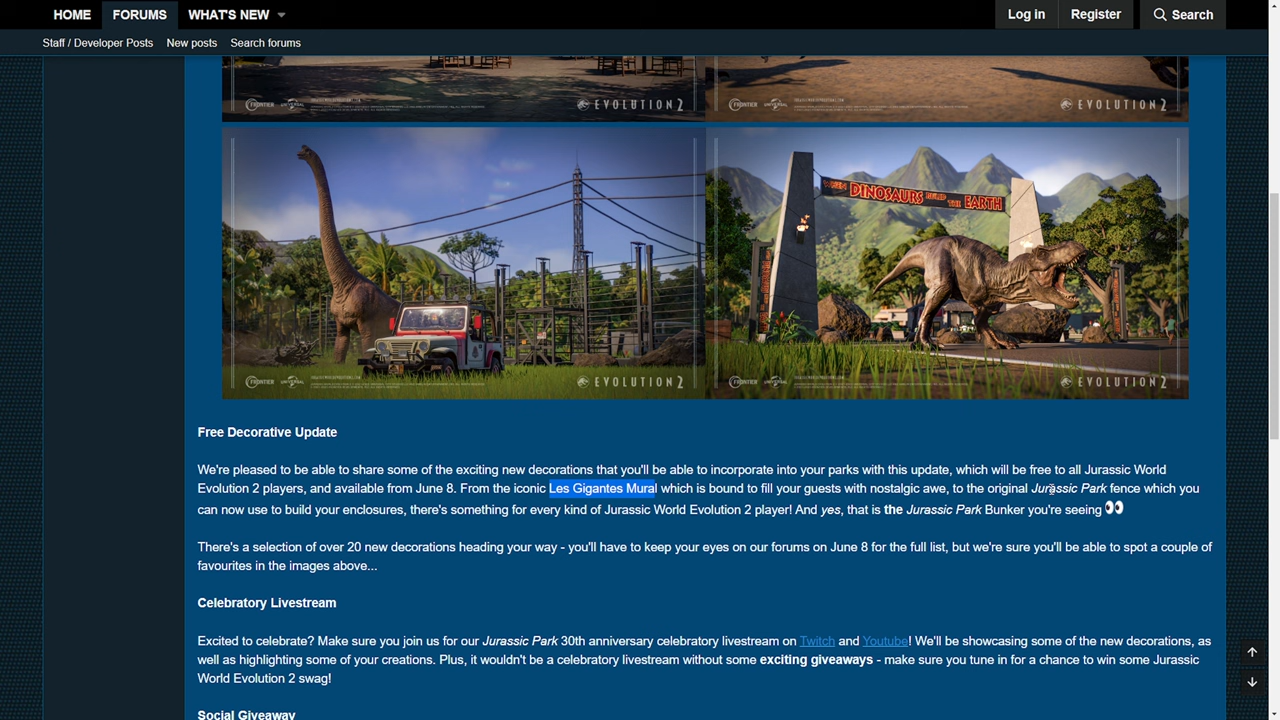 HOME FORUMS WHAT'S NEW Log in Register Search
Staff / Developer Posts New posts Search forums
FRONTIER UNIVERSAL EVOLUTION 2 FRONTIER UNIVERSAL EVOLUTION 2
WHEN DINOSAURS RULED THE EARTH
FRONTIER UNIVERSAL EVOLUTION 2 FRONTIER UNIVERSAL EVOLUTION 2
Free Decorative Update
We're pleased to be able to share some of the exciting new decorations that you'll be able to incorporate into your parks with this update, which will be free to all Jurassic World
Evolution 2 players, and available from June 8. From the iconic Les Gigantes Mural which is bound to fill your guests with nostalgic awe, to the original Jurassic Park fence which you
can now use to build your enclosures, there's something for every kind of Jurassic World Evolution 2 player! And yes, that is the Jurassic Park Bunker you're seeing 👀
There's a selection of over 20 new decorations heading your way - you'll have to keep your eyes on our forums on June 8 for the full list, but we're sure you'll be able to spot a couple of
favourites in the images above...
Celebratory Livestream
Excited to celebrate? Make sure you join us for our Jurassic Park 30th anniversary celebratory livestream on Twitch and Youtube! We'll be showcasing some of the new decorations, as
well as highlighting some of your creations. Plus, it wouldn't be a celebratory livestream without some exciting giveaways - make sure you tune in for a chance to win some Jurassic
World Evolution 2 swag!
Social Giveaway